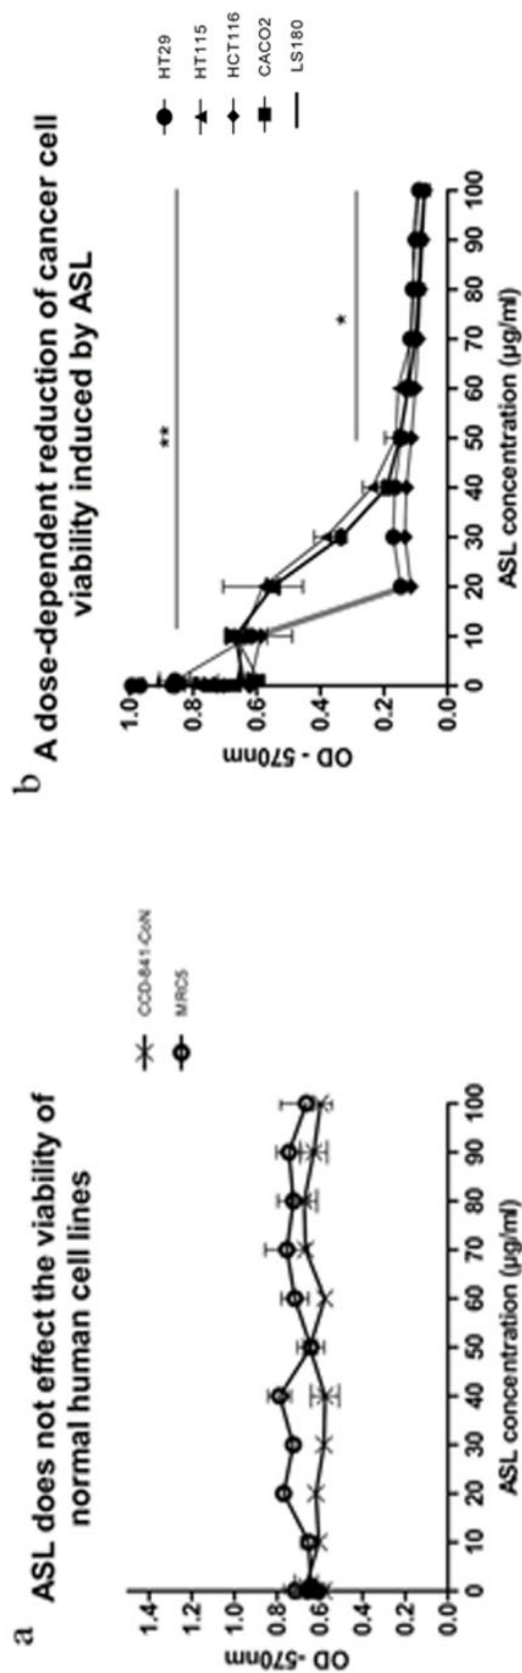 a
ASL does not effect the viability of
normal human cell lines
CCD-841-CoN
MRC5
OD - 570nm
1.4
1.2
1.0
0.8
0.6
0.4
0.2
0.0
0 10 20 30 40 50 60 70 80 90 100
ASL concentration (µg/ml)
b
A dose-dependent reduction of cancer cell
viability induced by ASL
HT29
HT115
HCT116
CACO2
LS180
**
*
OD - 570nm
1.0
0.8
0.6
0.4
0.2
0.0
0 10 20 30 40 50 60 70 80 90 100
ASL concentration (µg/ml)